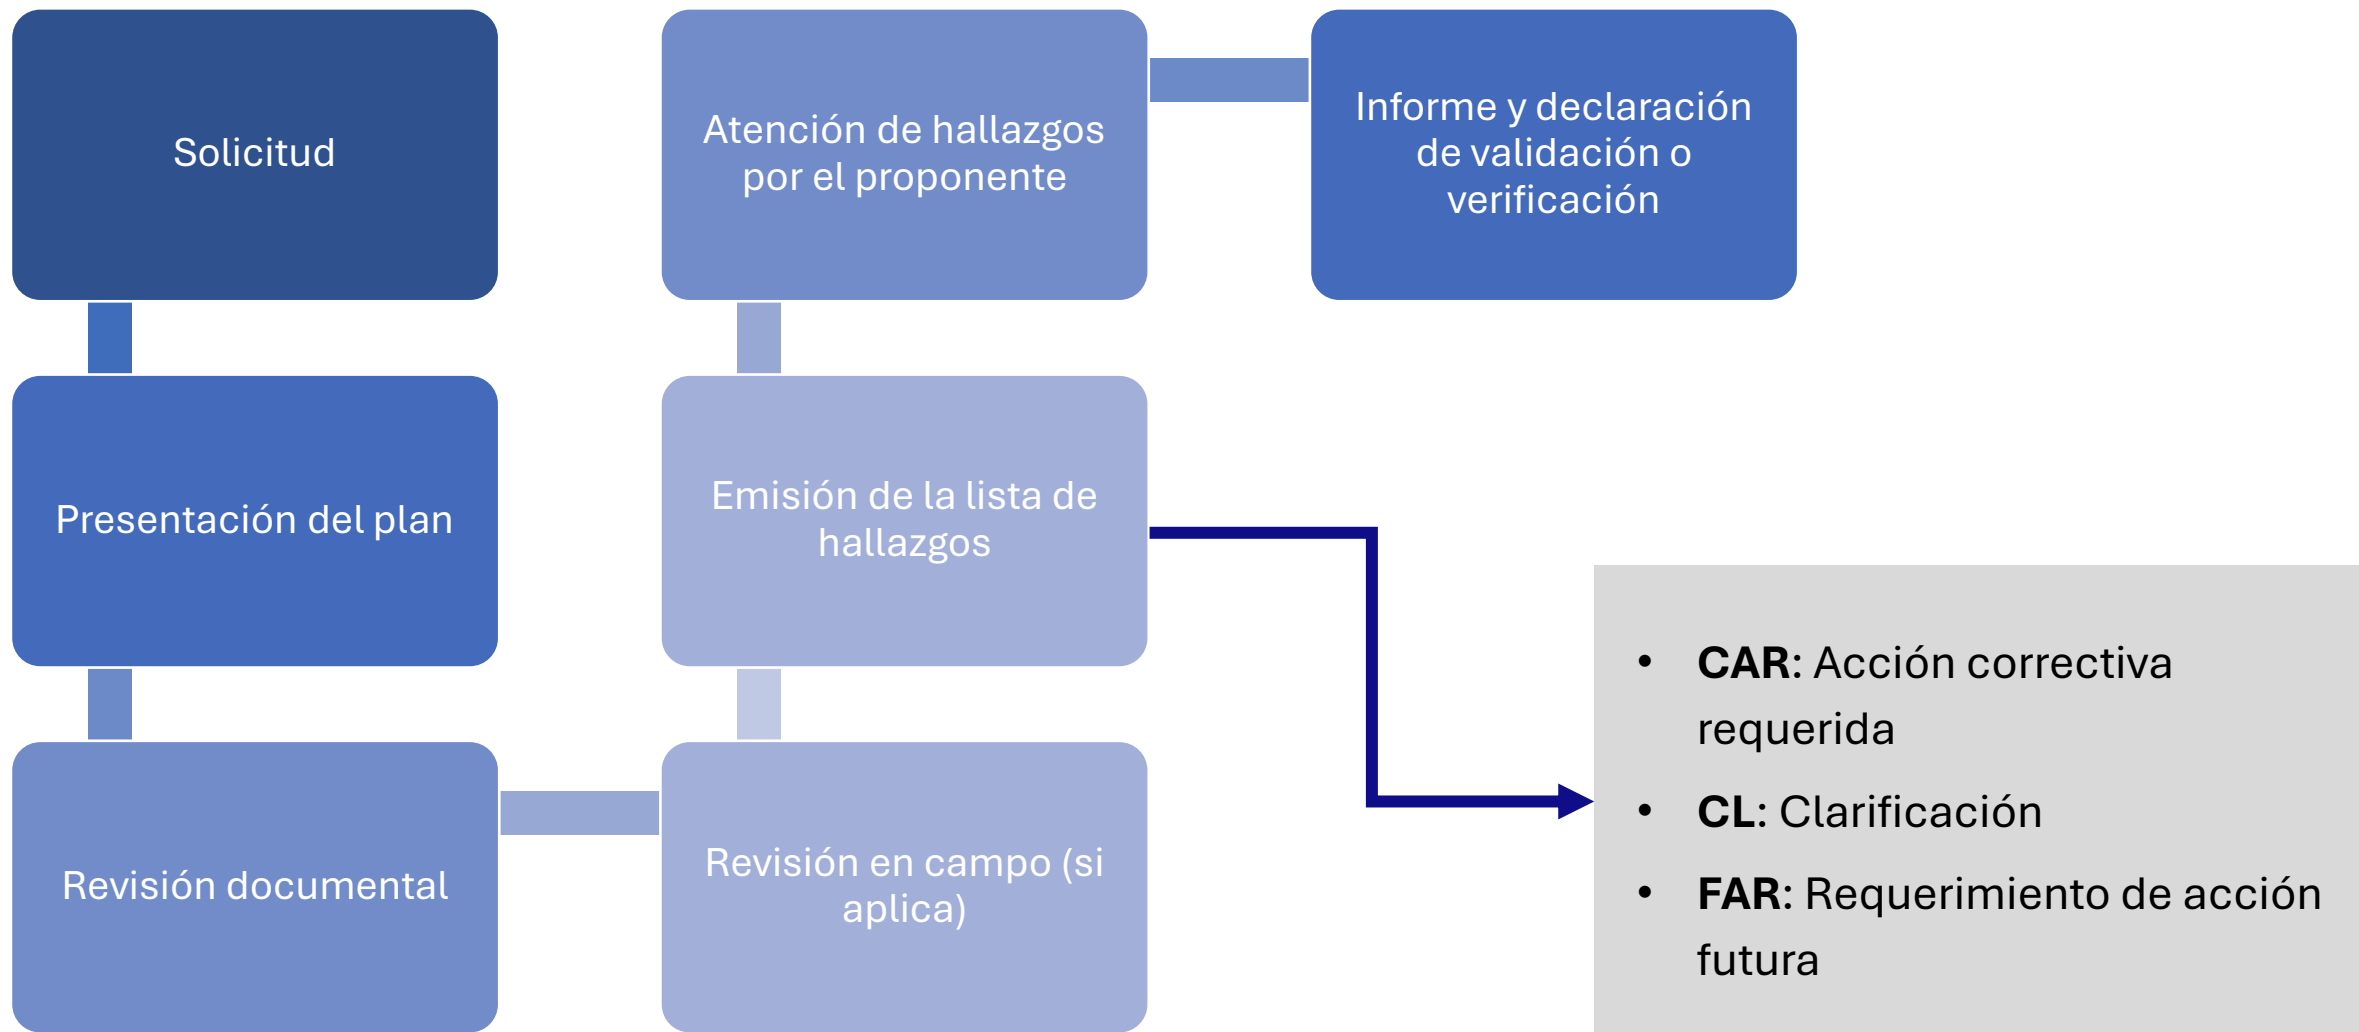 Solicitud
Presentación del plan
Revisión documental
Revisión en campo (si
aplica)
Emisión de la lista de
hallazgos
Atención de hallazgos
por el proponente
Informe y declaración
de validación o
verificación
• CAR: Acción correctiva
requerida
• CL: Clarificación
• FAR: Requerimiento de acción
futura